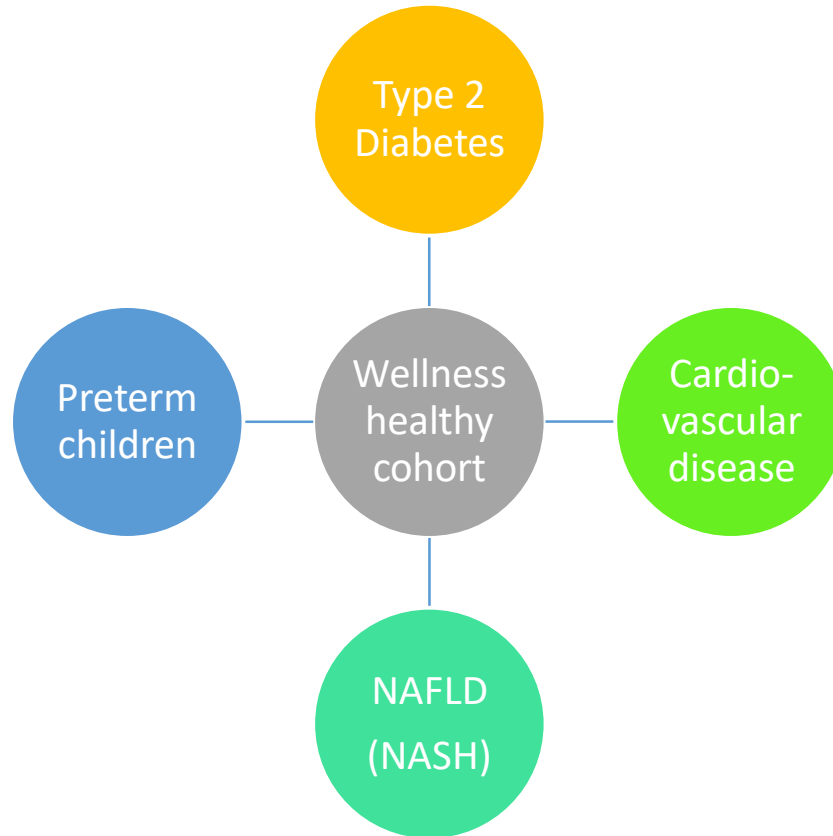 Type 2
Diabetes
Preterm
children
Wellness
healthy
cohort
Cardio-
vascular
disease
NAFLD
(NASH)